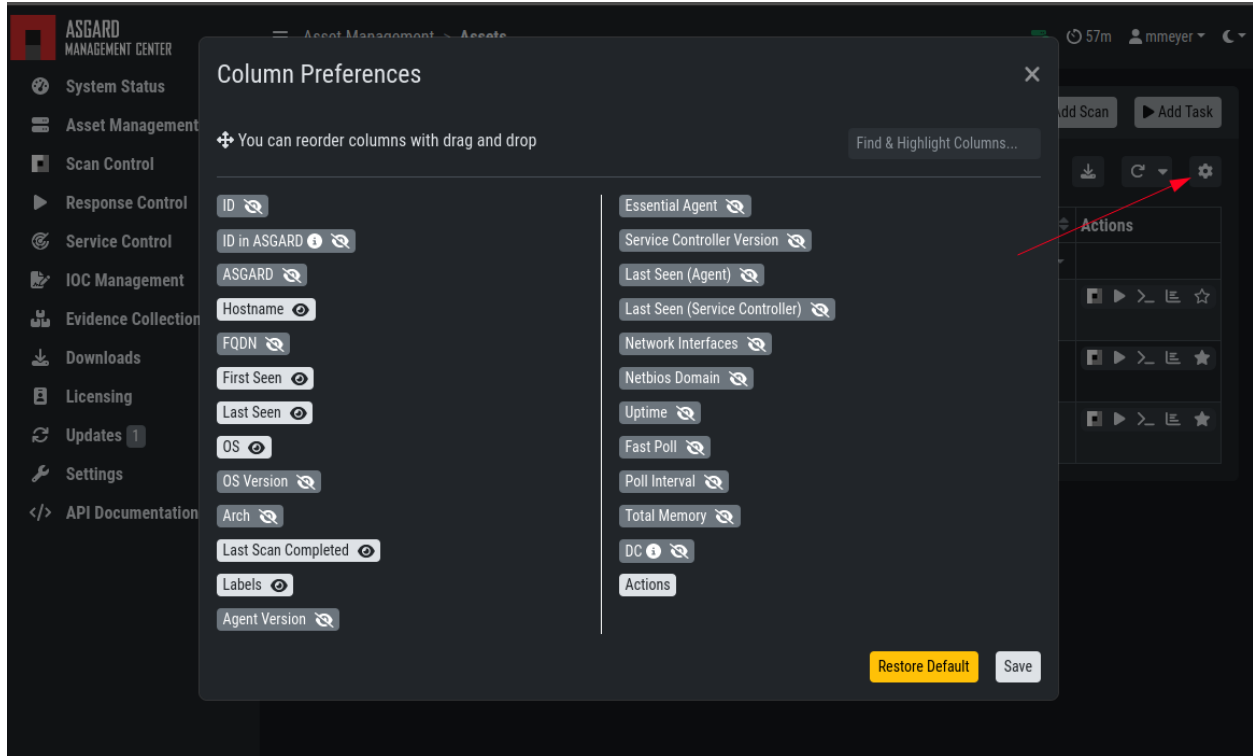 ASGARD
MANAGEMENT CENTER
Asset Management > Assets
57m
mmeyer
System Status
Asset Management
Scan Control
Response Control
Service Control
IOC Management
Evidence Collection
Downloads
Licensing
Updates 1
Settings
</> API Documentation
Column Preferences
You can reorder columns with drag and drop
Find & Highlight Columns...
ID
ID in ASGARD
ASGARD
Hostname
FQDN
First Seen
Last Seen
OS
OS Version
Arch
Last Scan Completed
Labels
Agent Version
Essential Agent
Service Controller Version
Last Seen (Agent)
Last Seen (Service Controller)
Network Interfaces
Netbios Domain
Uptime
Fast Poll
Poll Interval
Total Memory
DC
Actions
Restore Default
Save
Add Scan
Add Task
Actions